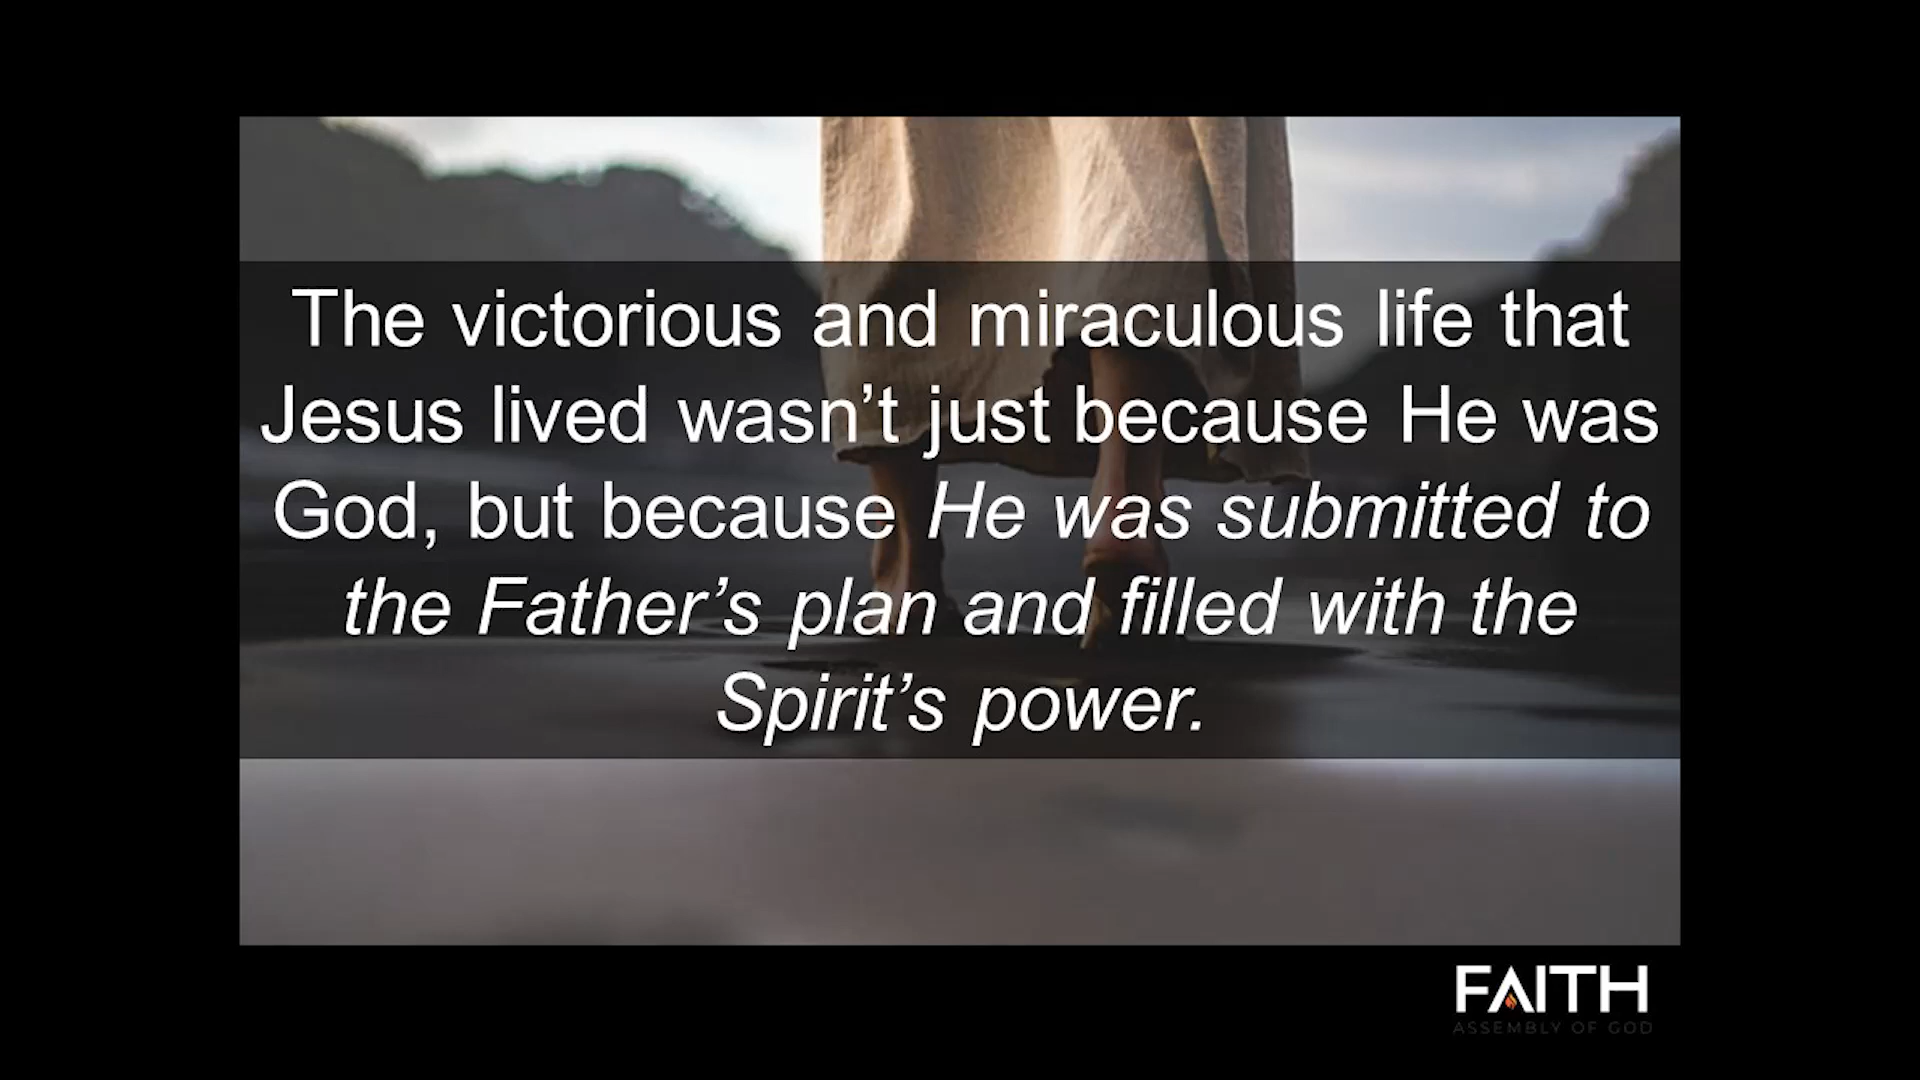 The victorious and miraculous life that
Jesus lived wasn’t just because He was
God, but because He was submitted to
the Father’s plan and filled with the
Spirit’s power.
FAITH
ASSEMBLY OF GOD